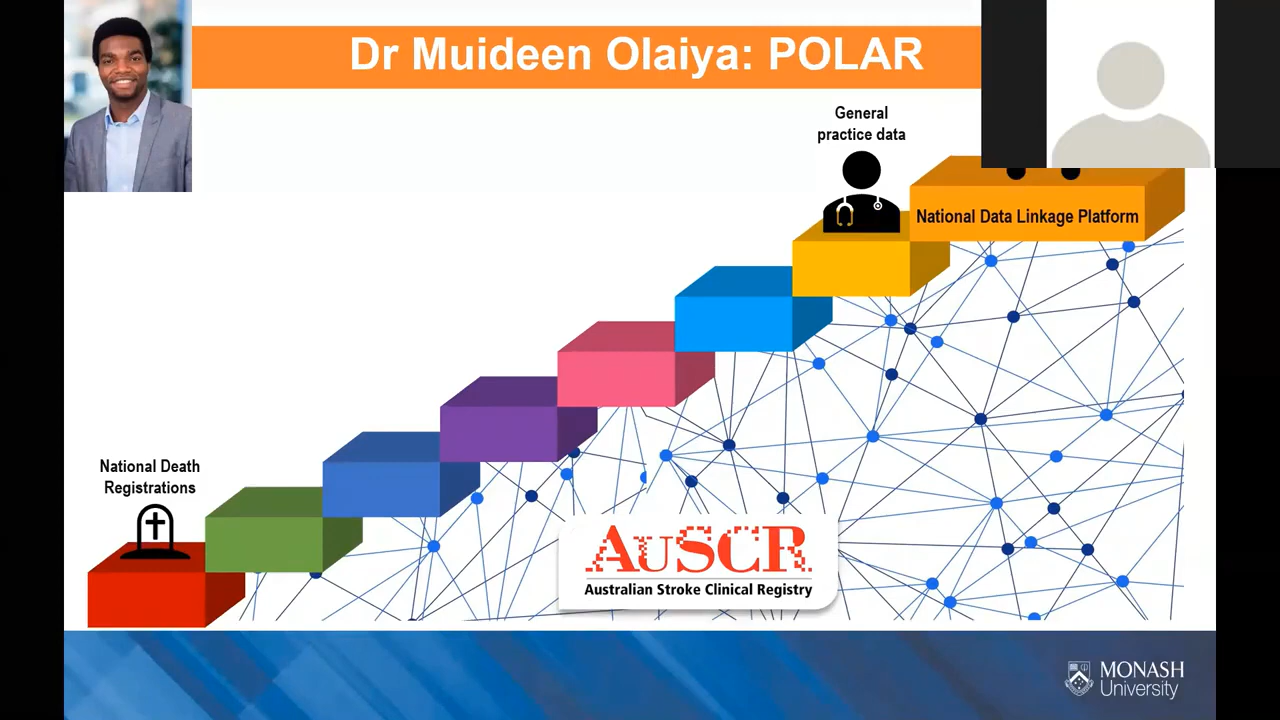 Dr Muideen Olaiya: POLAR
General
practice data
National Data Linkage Platform
National Death
Registrations
AuSCR
Australian Stroke Clinical Registry
MONASH
University